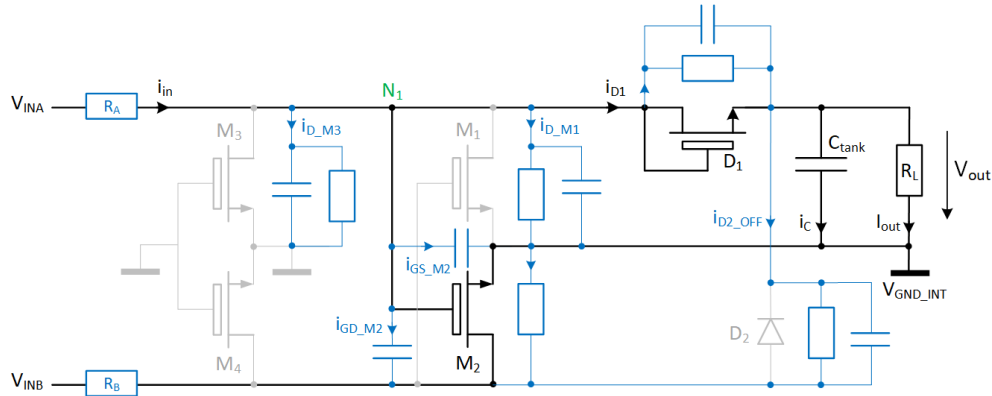 V_INA
R_A
i_in
N_1
i_D1
M_3
i_D_M3
M_1
i_D_M1
D_1
C_tank
R_L
V_out
i_GS_M2
i_D2_OFF
i_C
I_out
M_4
i_GD_M2
M_2
D_2
V_GND_INT
V_INB
R_B